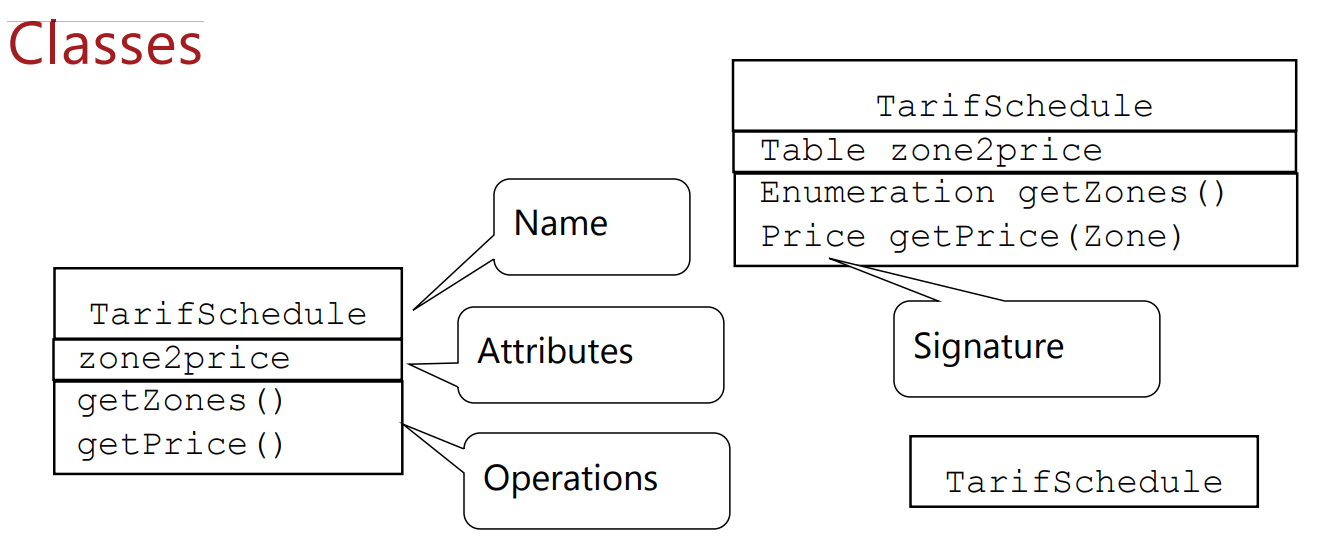 Classes
TarifSchedule
Table zone2price
Enumeration getZones()
Price getPrice(Zone)
Name
TarifSchedule
zone2price
getZones()
getPrice()
Attributes
Operations
Signature
TarifSchedule